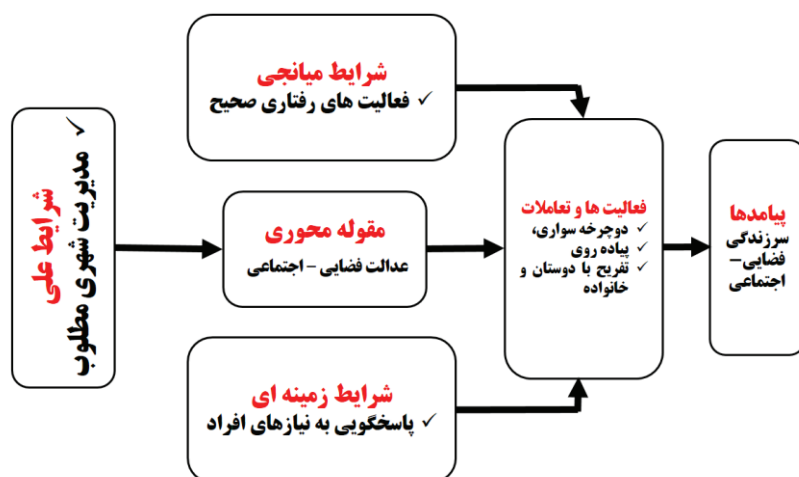 شرایط علی
✓ مدیریت شهری مطلوب
شرایط میانجی
✓ فعالیت های رفتاری صحیح
مقوله محوری
عدالت فضایی – اجتماعی
شرایط زمینه ای
✓ پاسخگویی به نیازهای افراد
فعالیت ها و تعاملات
✓ دوچرخه سواری،
✓ پیاده روی
✓ تفریح با دوستان و
خانواده
پیامدها
سرزندگی
فضایی–
اجتماعی